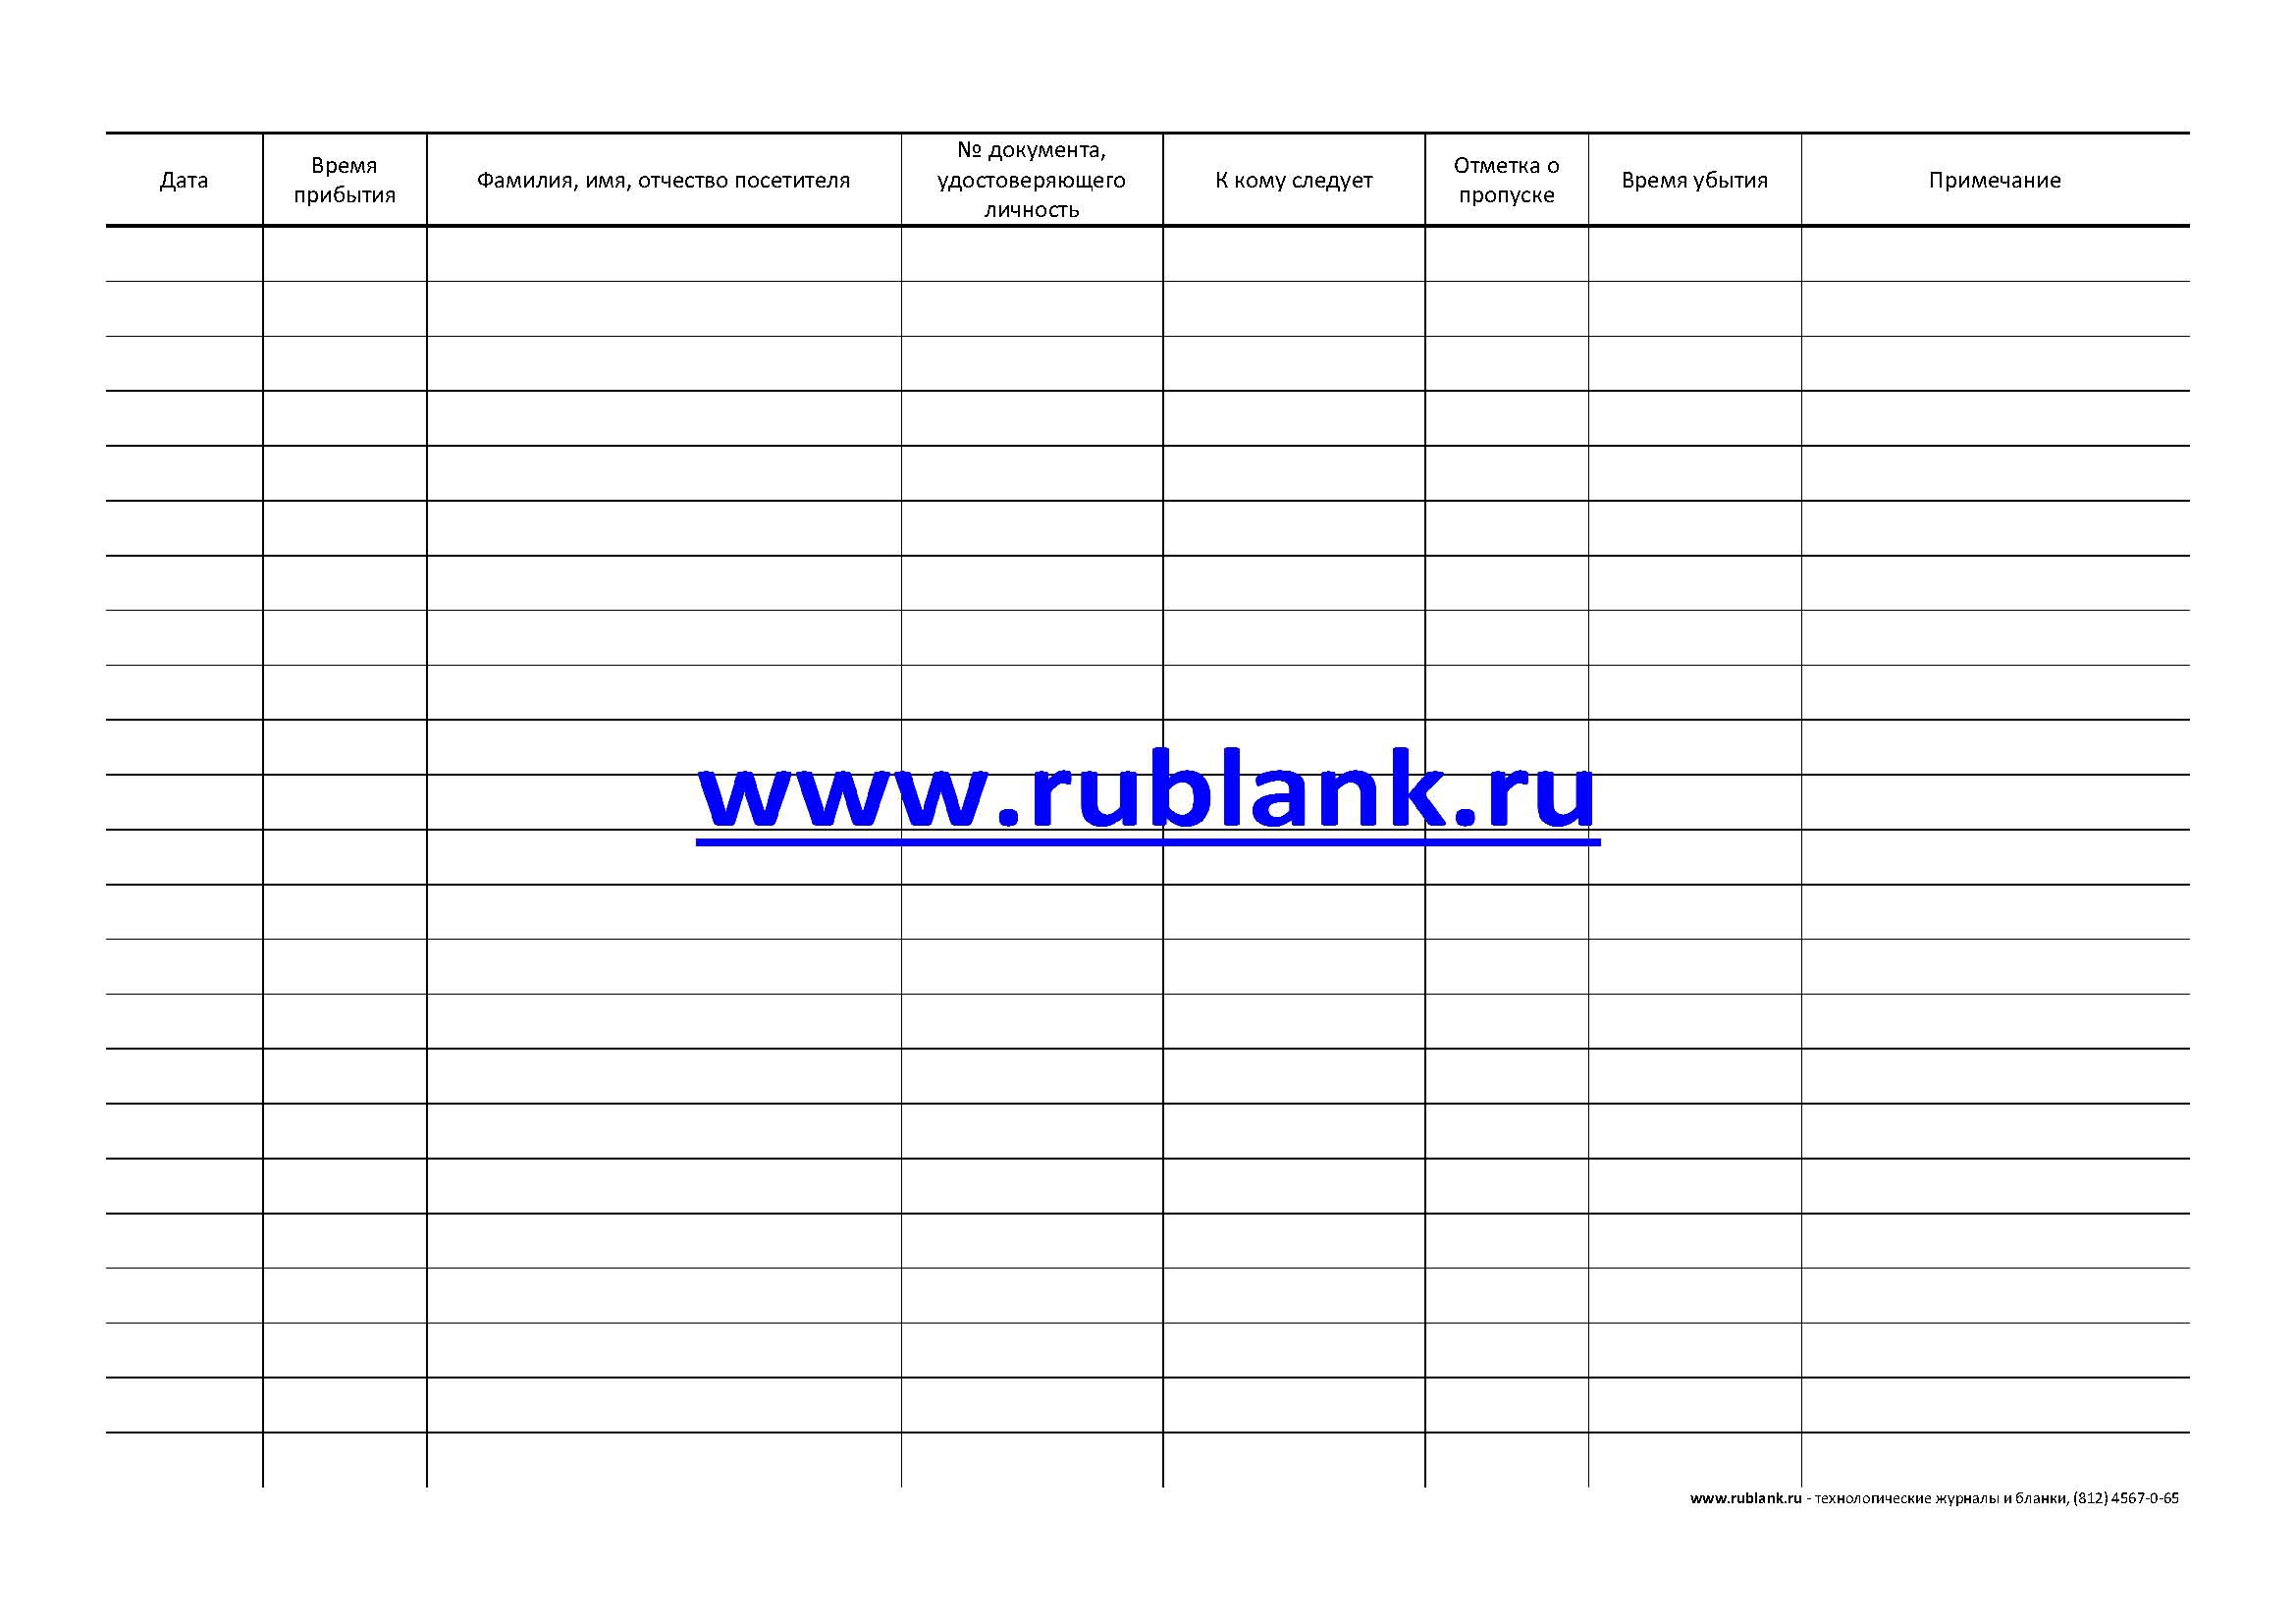 Дата
Время
прибытия
Фамилия, имя, отчество посетителя
№ документа,
удостоверяющего
личность
К кому следует
Отметка о
пропуске
Время убытия
Примечание
www.rublank.ru
www.rublank.ru - технологические журналы и бланки, (812) 4567-0-65